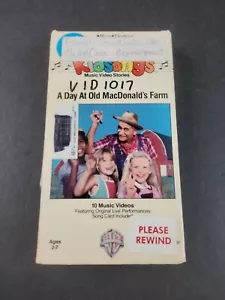 Kidsongs
Music Video Stories
VID 1017
A Day At Old MacDonald's Farm
10 Music Videos
Featuring Original Live Performances
Song Card Included
PLEASE
REWIND
Ages